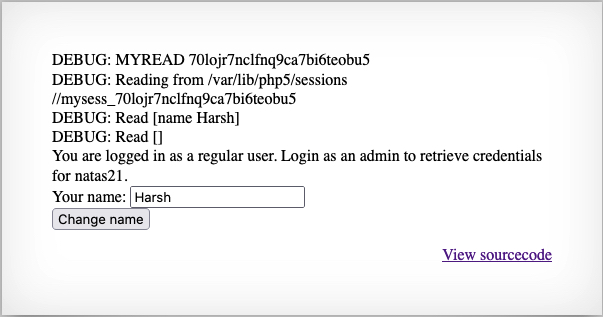 DEBUG: MYREAD 70lojr7nclfnq9ca7bi6teobu5
DEBUG: Reading from /var/lib/php5/sessions
//mysess_70lojr7nclfnq9ca7bi6teobu5
DEBUG: Read [name Harsh]
DEBUG: Read []
You are logged in as a regular user. Login as an admin to retrieve credentials
for natas21.
Your name: Harsh
Change name
View sourcecode